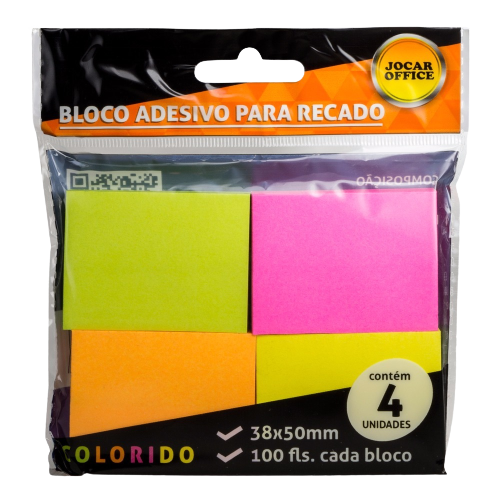 JOCAR
OFFICE
BLOCO ADESIVO PARA RECADO
COMPOSIÇÃO
contém
4
UNIDADES
38x50mm
COLORIDO
100 fls. cada bloco